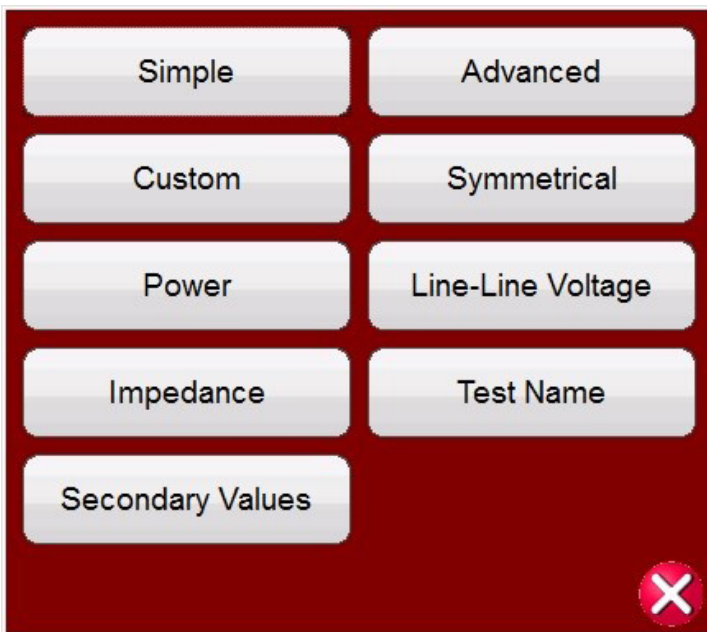 Simple
Advanced
Custom
Symmetrical
Power
Line-Line Voltage
Impedance
Test Name
Secondary Values